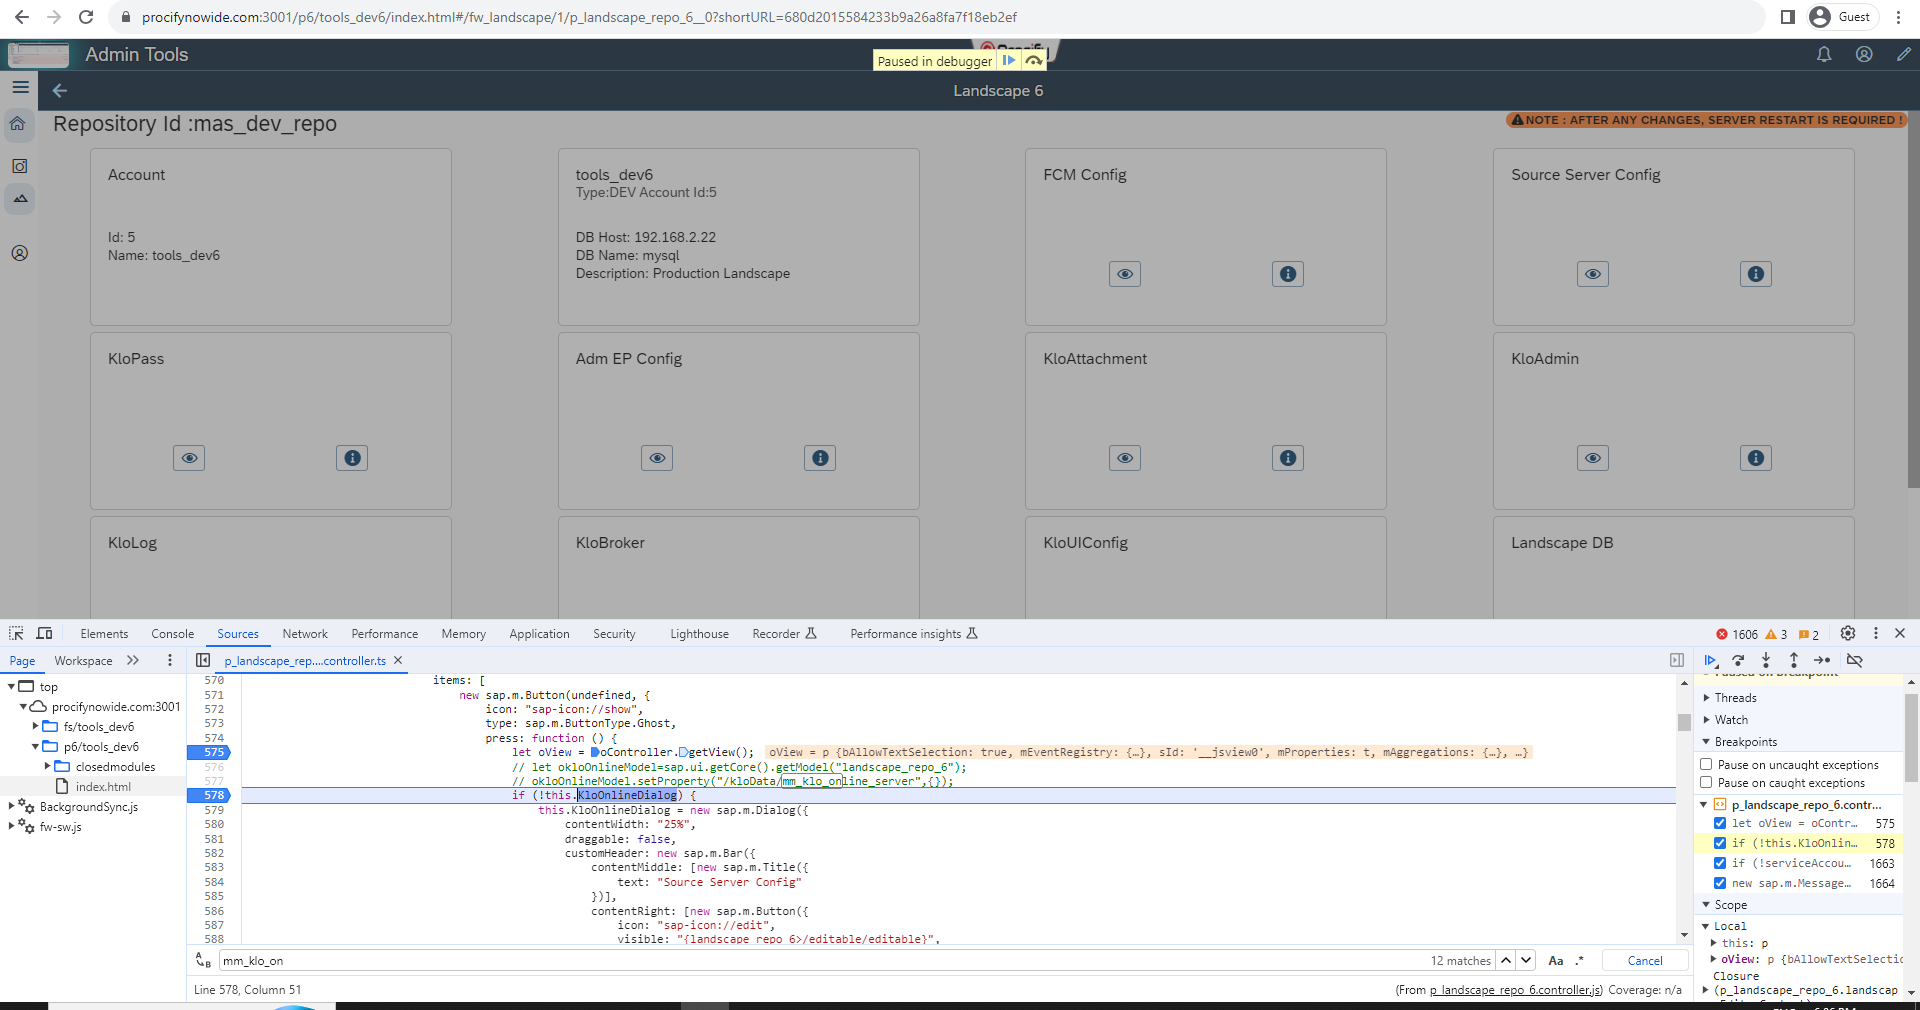 procifynowide.com:3001/p6/tools_dev6/index.html#/fw_landscape/1/p_landscape_repo_6__0?shortURL=680d2015584233b9a26a8fa7f18eb2ef
Guest
Admin Tools
Paused in debugger
Landscape 6
Repository Id :mas_dev_repo
NOTE : AFTER ANY CHANGES, SERVER RESTART IS REQUIRED !
Account
Id: 5
Name: tools_dev6
tools_dev6
Type:DEV Account Id:5
DB Host: 192.168.2.22
DB Name: mysql
Description: Production Landscape
FCM Config
Source Server Config
KloPass
Adm EP Config
KloAttachment
KloAdmin
KloLog
KloBroker
KloUIConfig
Landscape DB
Elements Console Sources Network Performance Memory Application Security Lighthouse Recorder Performance insights
1606 3 2
Page Workspace
p_landscape_rep....controller.ts
top
procifynowide.com:3001
fs/tools_dev6
p6/tools_dev6
closedmodules
index.html
BackgroundSync.js
fw-sw.js
570 items: [
571 new sap.m.Button(undefined, {
572 icon: "sap-icon://show",
573 type: sap.m.ButtonType.Ghost,
574 press: function () {
575 let oView = oController.getView(); oView = p {bAllowTextSelection: true, mEventRegistry: {…}, sId: '__jsview0', mProperties: t, mAggregations: {…}, …}
576 // let okloOnlineModel=sap.ui.getCore().getModel("landscape_repo_6");
577 // okloOnlineModel.setProperty("/kloData/mm_klo_online_server",{});
578 if (!this.KloOnlineDialog) {
579 this.KloOnlineDialog = new sap.m.Dialog({
580 contentWidth: "25%",
581 draggable: false,
582 customHeader: new sap.m.Bar({
583 contentMiddle: [new sap.m.Title({
584 text: "Source Server Config"
585 })],
586 contentRight: [new sap.m.Button({
587 icon: "sap-icon://edit",
588 visible: "{landscape_repo_6>/editable/editable}",
mm_klo_on
12 matches
Aa .*
Cancel
Line 578, Column 51
(From p_landscape_repo_6.controller.js) Coverage: n/a
Paused on breakpoint
Threads
Watch
Breakpoints
Pause on uncaught exceptions
Pause on caught exceptions
p_landscape_repo_6.contr...
let oView = oContr… 575
if (!this.KloOnlin… 578
if (!serviceAccou… 1663
new sap.m.Message… 1664
Scope
Local
this: p
oView: p {bAllowTextSelectio
Closure
(p_landscape_repo_6.landscap